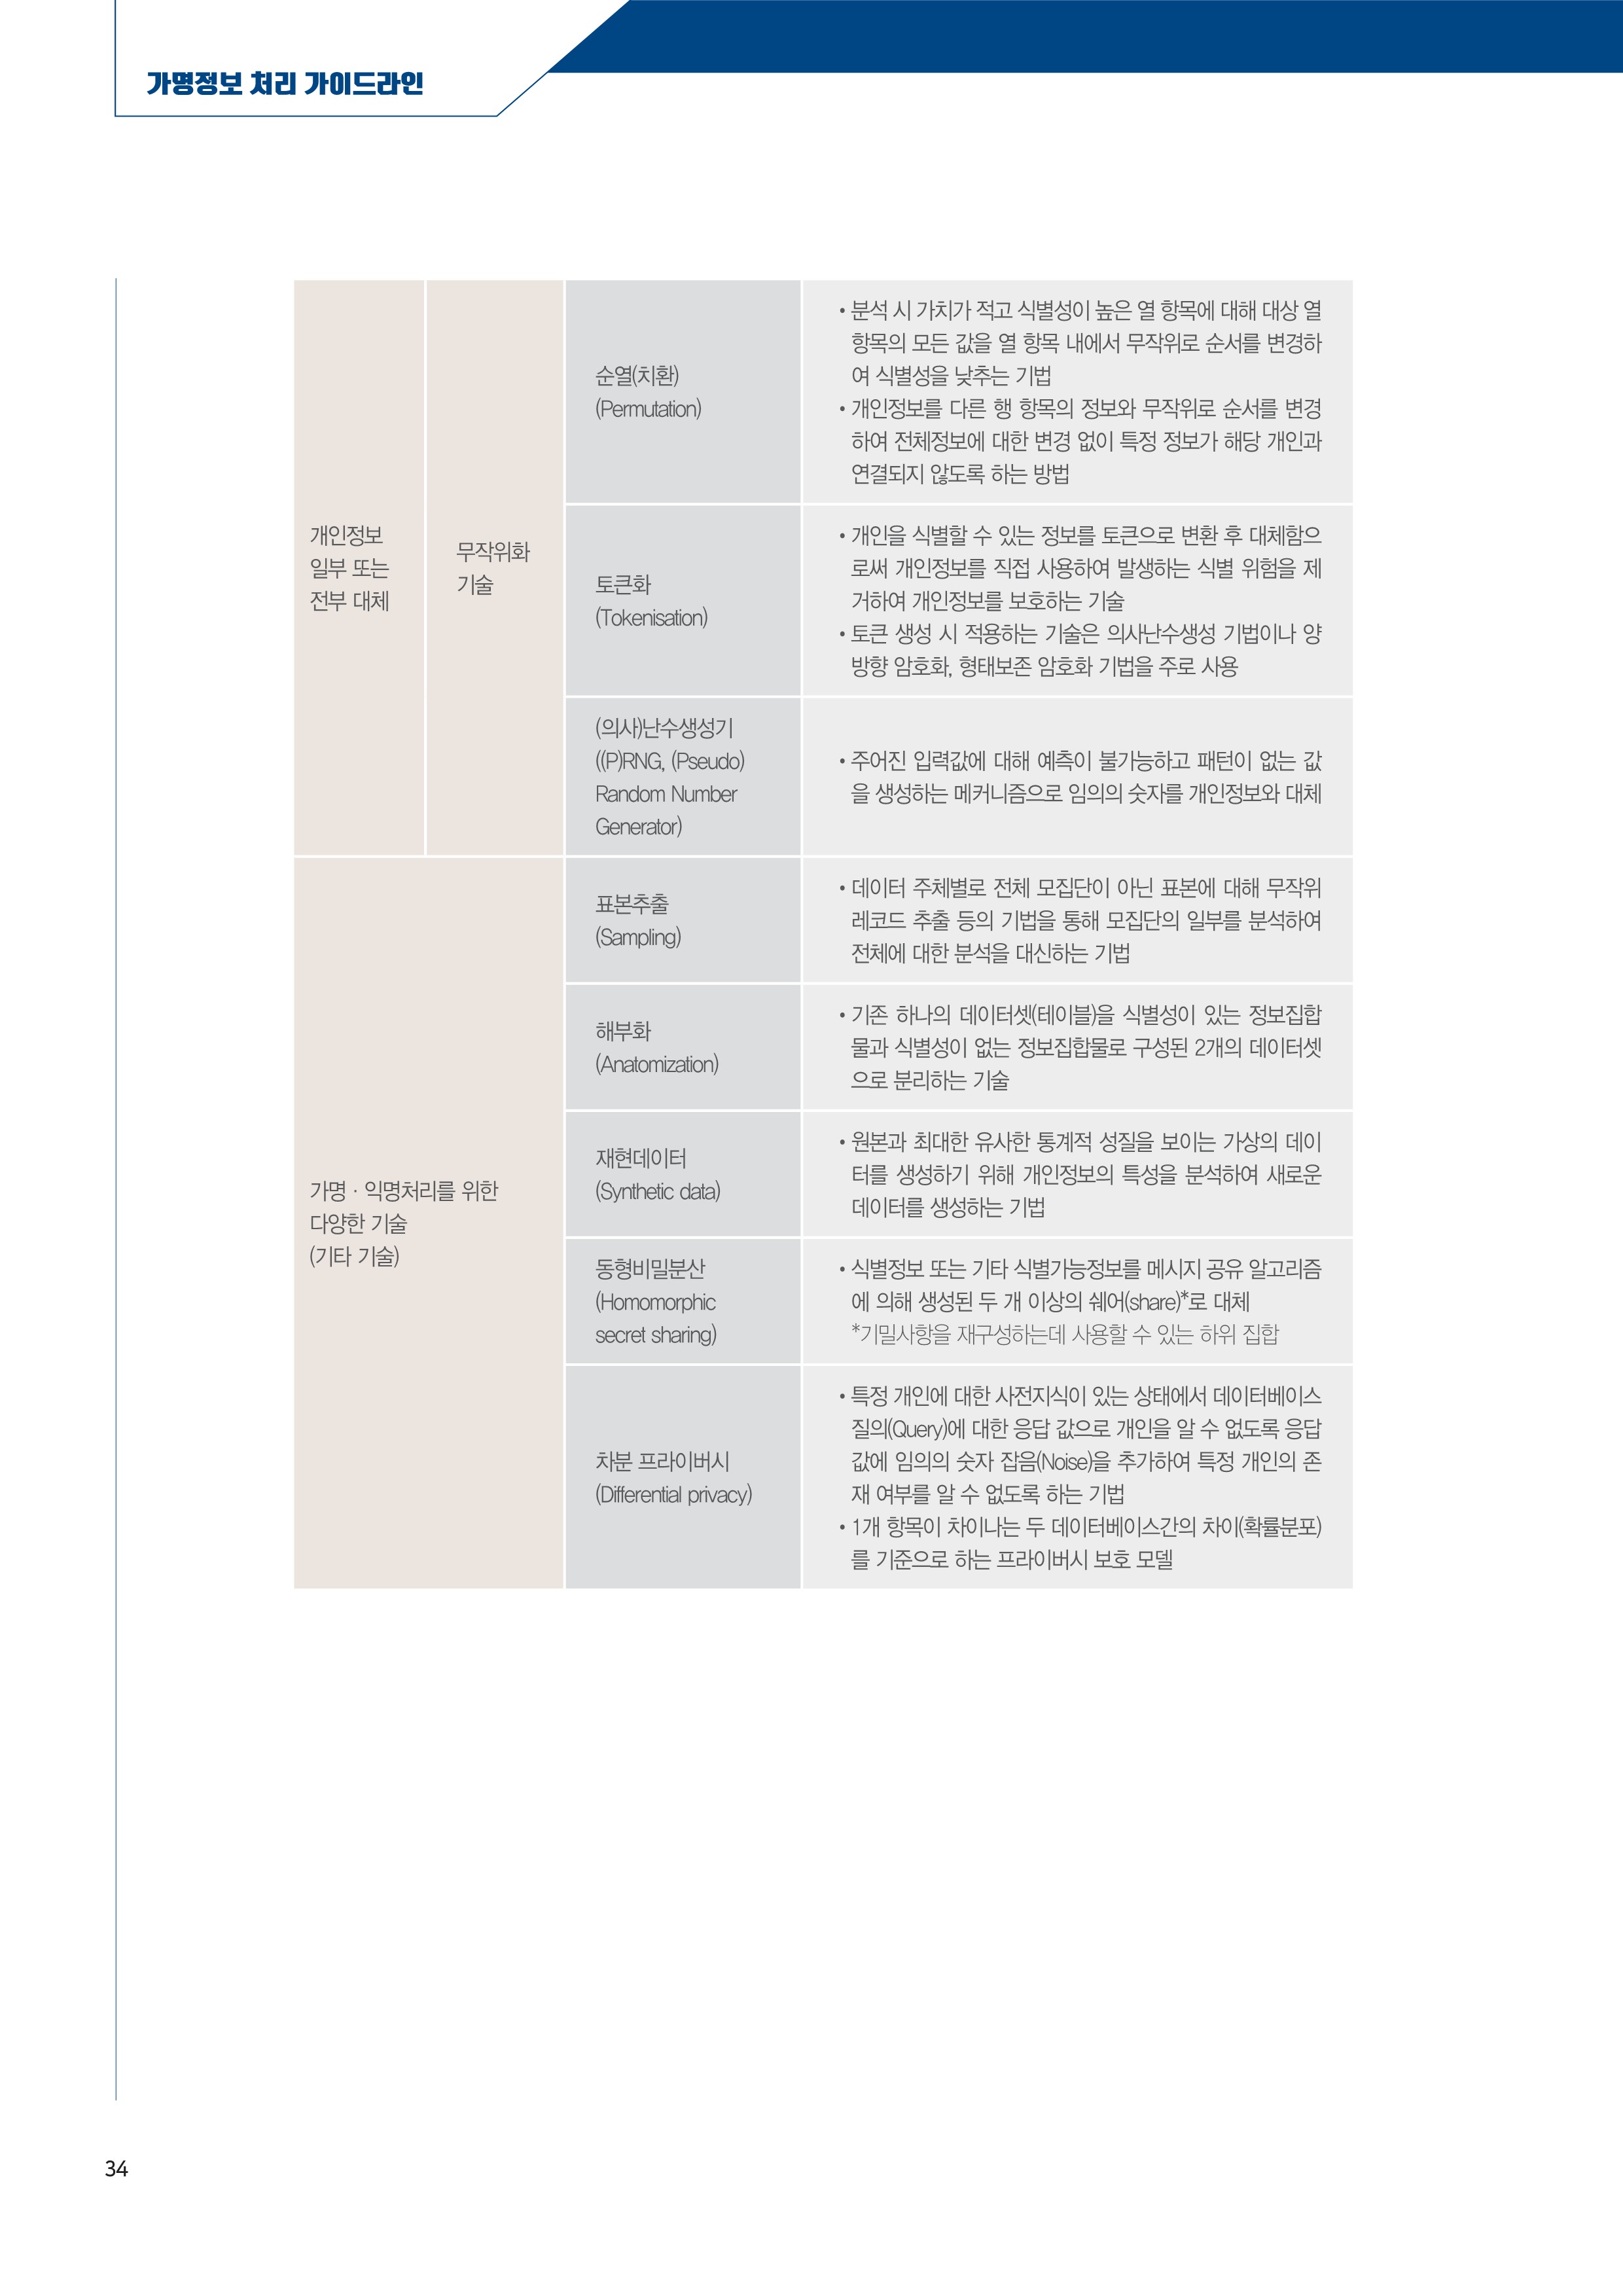 가명정보 처리 가이드라인
개인정보
일부 또는
전부 대체
무작위화
기술
순열(치환)
(Permutation)
• 분석 시 가치가 적고 식별성이 높은 열 항목에 대해 대상 열
항목의 모든 값을 열 항목 내에서 무작위로 순서를 변경하
여 식별성을 낮추는 기법
• 개인정보를 다른 행 항목의 정보와 무작위로 순서를 변경
하여 전체정보에 대한 변경 없이 특정 정보가 해당 개인과
연결되지 않도록 하는 방법
토큰화
(Tokenisation)
• 개인을 식별할 수 있는 정보를 토큰으로 변환 후 대체함으
로써 개인정보를 직접 사용하여 발생하는 식별 위험을 제
거하여 개인정보를 보호하는 기술
• 토큰 생성 시 적용하는 기술은 의사난수생성 기법이나 양
방향 암호화, 형태보존 암호화 기법을 주로 사용
(의사)난수생성기
((P)RNG, (Pseudo)
Random Number
Generator)
• 주어진 입력값에 대해 예측이 불가능하고 패턴이 없는 값
을 생성하는 메커니즘으로 임의의 숫자를 개인정보와 대체
가명 · 익명처리를 위한
다양한 기술
(기타 기술)
표본추출
(Sampling)
• 데이터 주체별로 전체 모집단이 아닌 표본에 대해 무작위
레코드 추출 등의 기법을 통해 모집단의 일부를 분석하여
전체에 대한 분석을 대신하는 기법
해부화
(Anatomization)
• 기존 하나의 데이터셋(테이블)을 식별성이 있는 정보집합
물과 식별성이 없는 정보집합물로 구성된 2개의 데이터셋
으로 분리하는 기술
재현데이터
(Synthetic data)
• 원본과 최대한 유사한 통계적 성질을 보이는 가상의 데이
터를 생성하기 위해 개인정보의 특성을 분석하여 새로운
데이터를 생성하는 기법
동형비밀분산
(Homomorphic
secret sharing)
• 식별정보 또는 기타 식별가능정보를 메시지 공유 알고리즘
에 의해 생성된 두 개 이상의 쉐어(share)*로 대체
*기밀사항을 재구성하는데 사용할 수 있는 하위 집합
차분 프라이버시
(Differential privacy)
• 특정 개인에 대한 사전지식이 있는 상태에서 데이터베이스
질의(Query)에 대한 응답 값으로 개인을 알 수 없도록 응답
값에 임의의 숫자 잡음(Noise)을 추가하여 특정 개인의 존
재 여부를 알 수 없도록 하는 기법
• 1개 항목이 차이나는 두 데이터베이스간의 차이(확률분포)
를 기준으로 하는 프라이버시 보호 모델
34